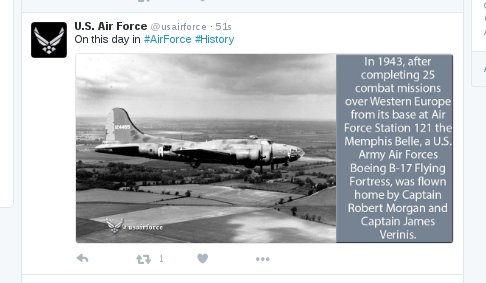 U.S. Air Force @usairforce · 51s
On this day in #AirForce #History
In 1943, after
completing 25
combat missions
over Western Europe
from its base at Air
Force Station 121 the
Memphis Belle, a U.S.
Army Air Forces
Boeing B-17 Flying
Fortress, was flown
home by Captain
Robert Morgan and
Captain James
Verinis.
usairforce
1